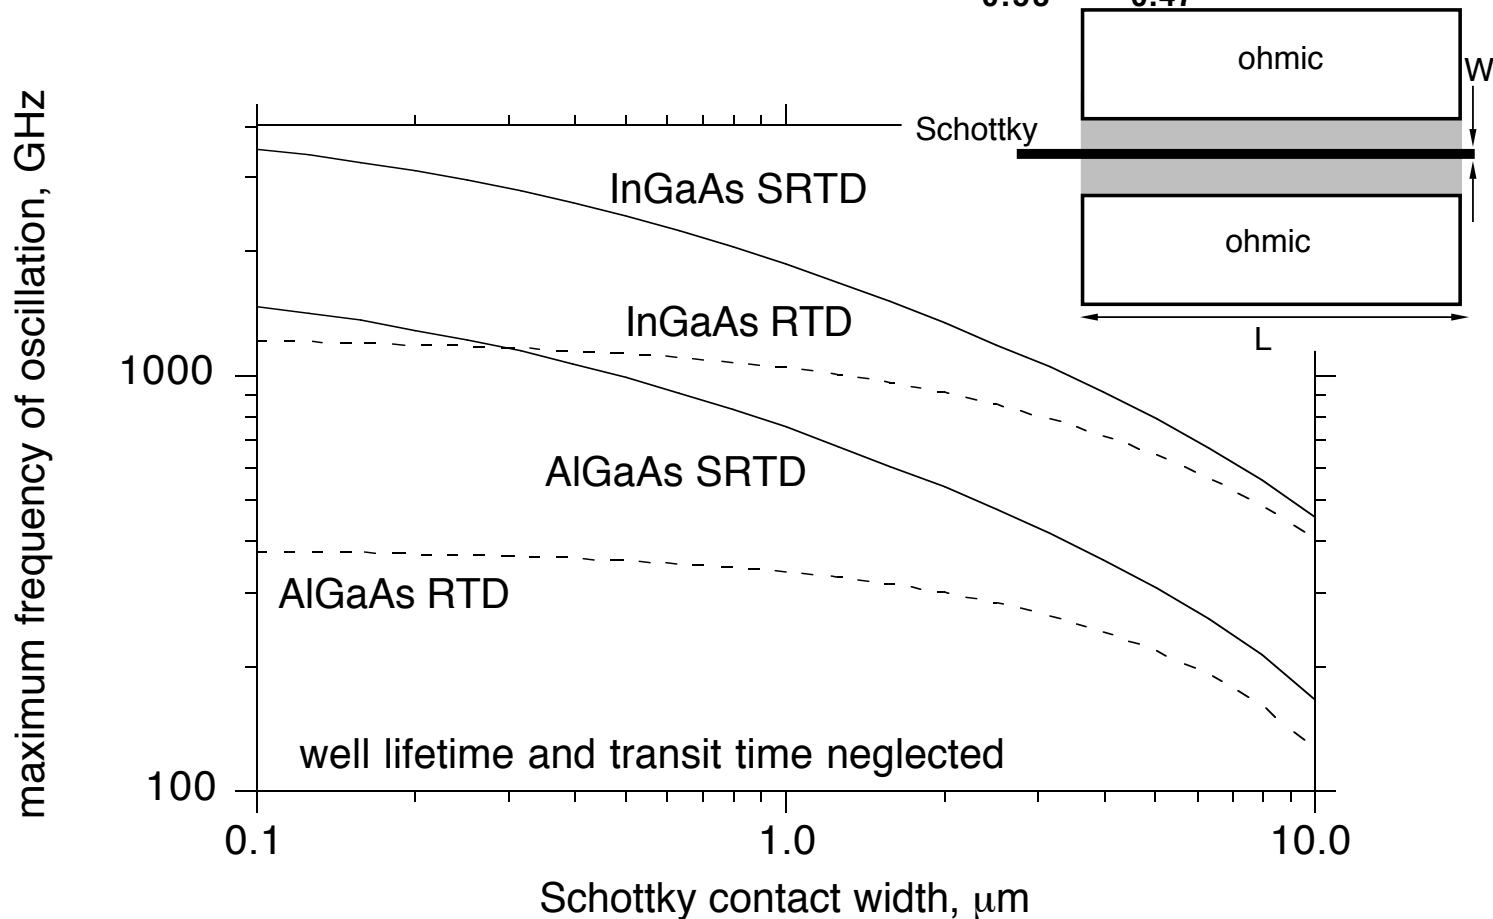 ohmic
W
Schottky
ohmic
L
InGaAs SRTD
InGaAs RTD
AlGaAs SRTD
AlGaAs RTD
well lifetime and transit time neglected
maximum frequency of oscillation, GHz
1000
100
0.1 1.0 10.0
Schottky contact width, μm